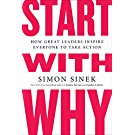 START
WITH
WHY
HOW GREAT LEADERS INSPIRE
EVERYONE TO TAKE ACTION
SIMON SINEK